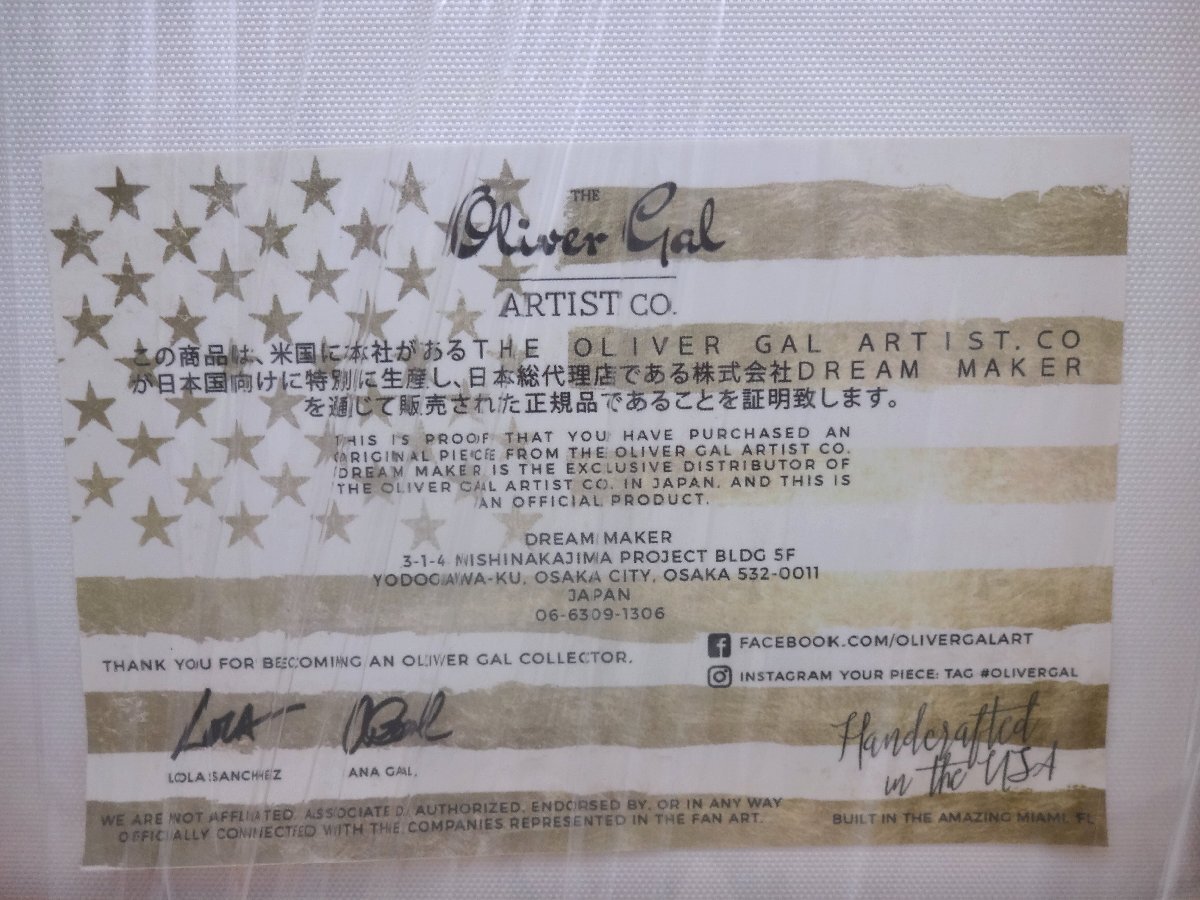 THE
Oliver Gal
ARTIST CO.
この商品は、米国に本社があるTHE OLIVER GAL ARTIST.CO
が日本国向けに特別に生産し、日本総代理店である株式会社DREAM MAKER
を通じて販売された正規品であることを証明致します。
THIS IS PROOF THAT YOU HAVE PURCHASED AN
ORIGINAL PIECE FROM THE OLIVER GAL ARTIST CO.
DREAM MAKER IS THE EXCLUSIVE DISTRIBUTOR OF
THE OLIVER GAL ARTIST CO. IN JAPAN. AND THIS IS
AN OFFICIAL PRODUCT.
DREAM MAKER
3-1-4 NISHINAKAJIMA PROJECT BLDG 5F
YODOGAWA-KU, OSAKA CITY, OSAKA 532-0011
JAPAN
06-6309-1306
FACEBOOK.COM/OLIVERGALART
THANK YOU FOR BECOMING AN OLIVER GAL COLLECTOR.
INSTAGRAM YOUR PIECE: TAG #OLIVERGAL
LOLA
LOLA SANCHEZ
ANA GAL.
Handcrafted
in the USA
WE ARE NOT AFFILIATED, ASSOCIATED, AUTHORIZED, ENDORSED BY, OR IN ANY WAY
OFFICIALLY CONNECTED WITH THE COMPANIES REPRESENTED IN THE FAN ART.
BUILT IN THE AMAZING MIAMI, FL